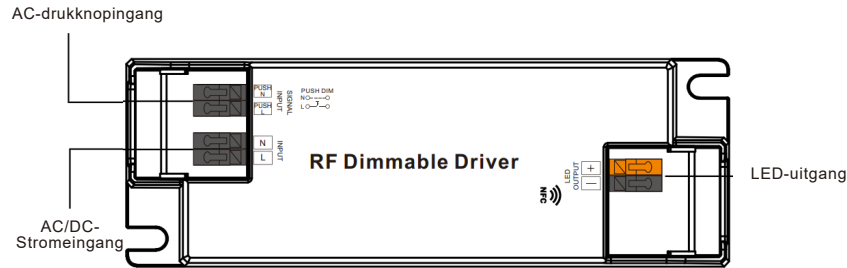 AC-drukknopingang
PUSH
N
PUSH
L
SIGNAL
INPUT
PUSH DIM
N
L
N
L
INPUT
RF Dimmable Driver
NFC
LED
OUTPUT
+
—
LED-uitgang
AC/DC-
Stromeingang